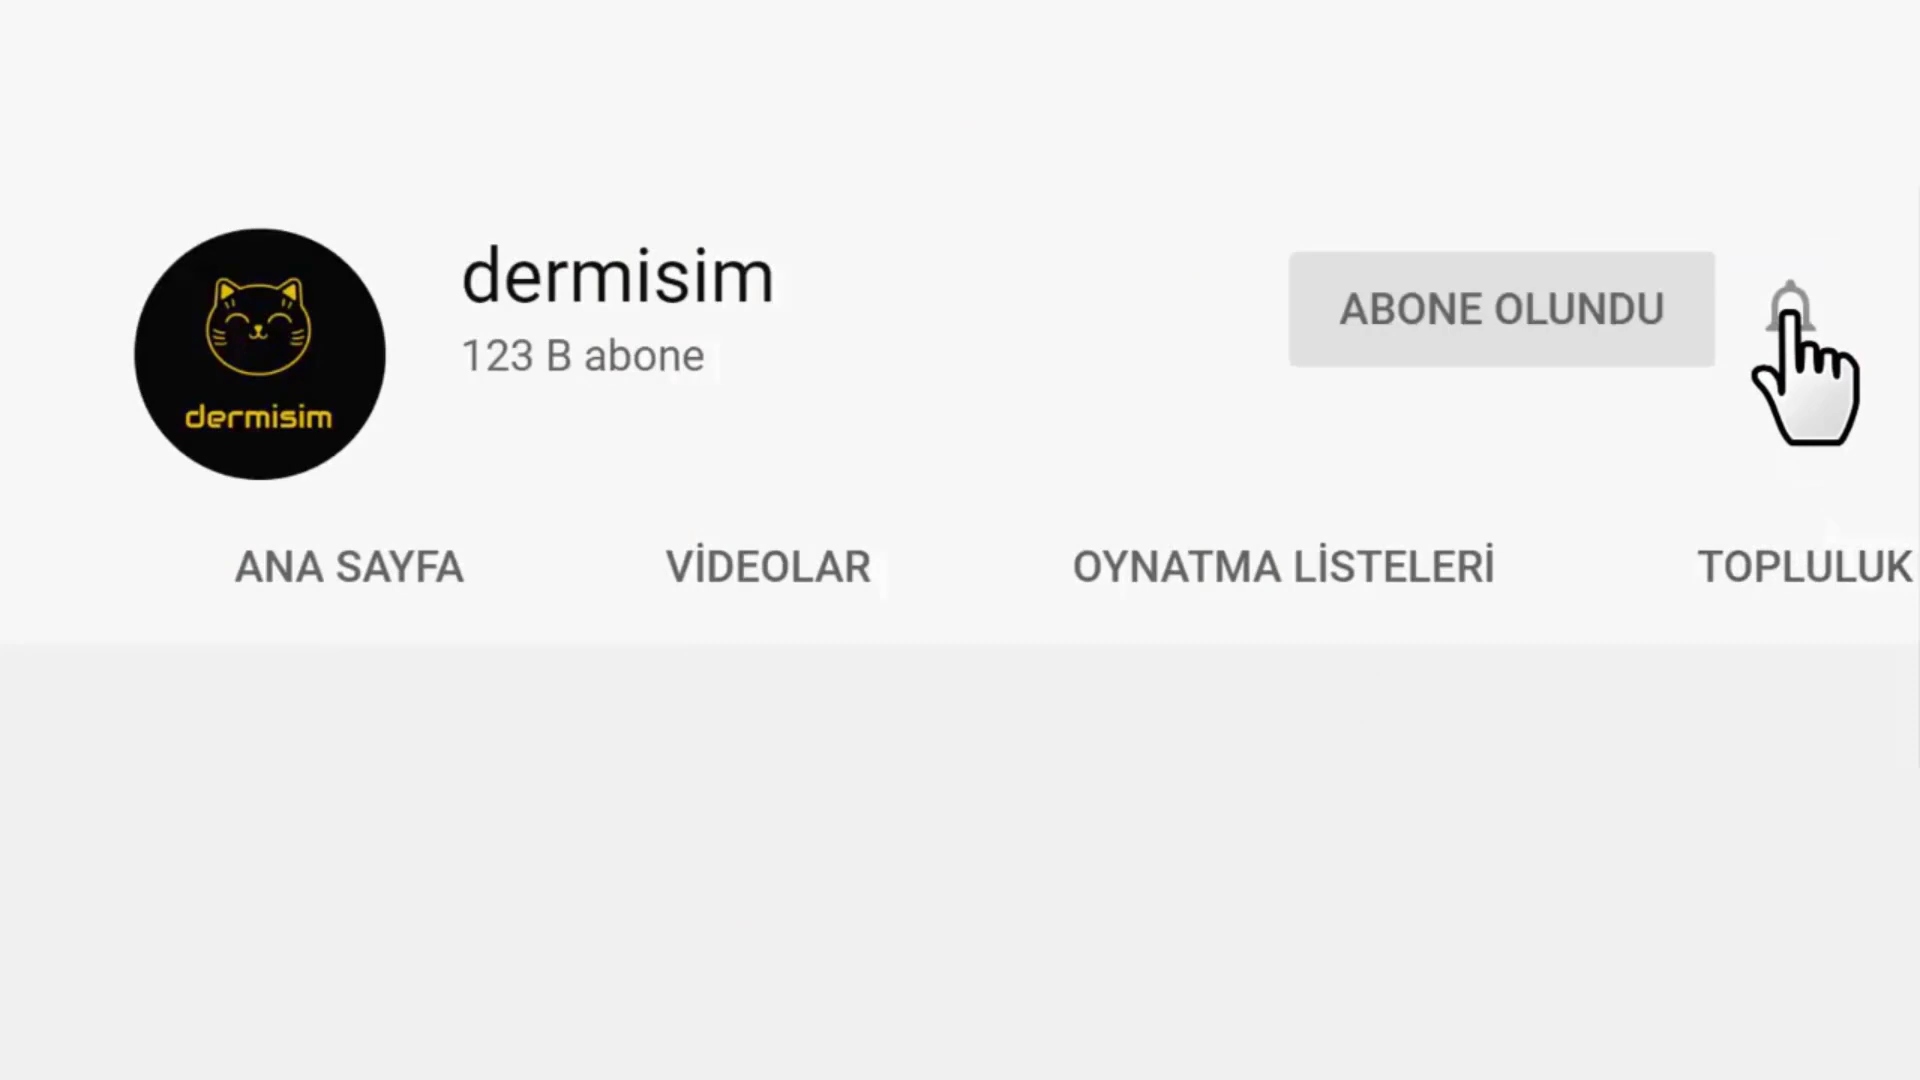 dermisim
123 B abone
ABONE OLUNDU
dermisim
ANA SAYFA
VİDEOLAR
OYNATMA LİSTELERİ
TOPLULUK